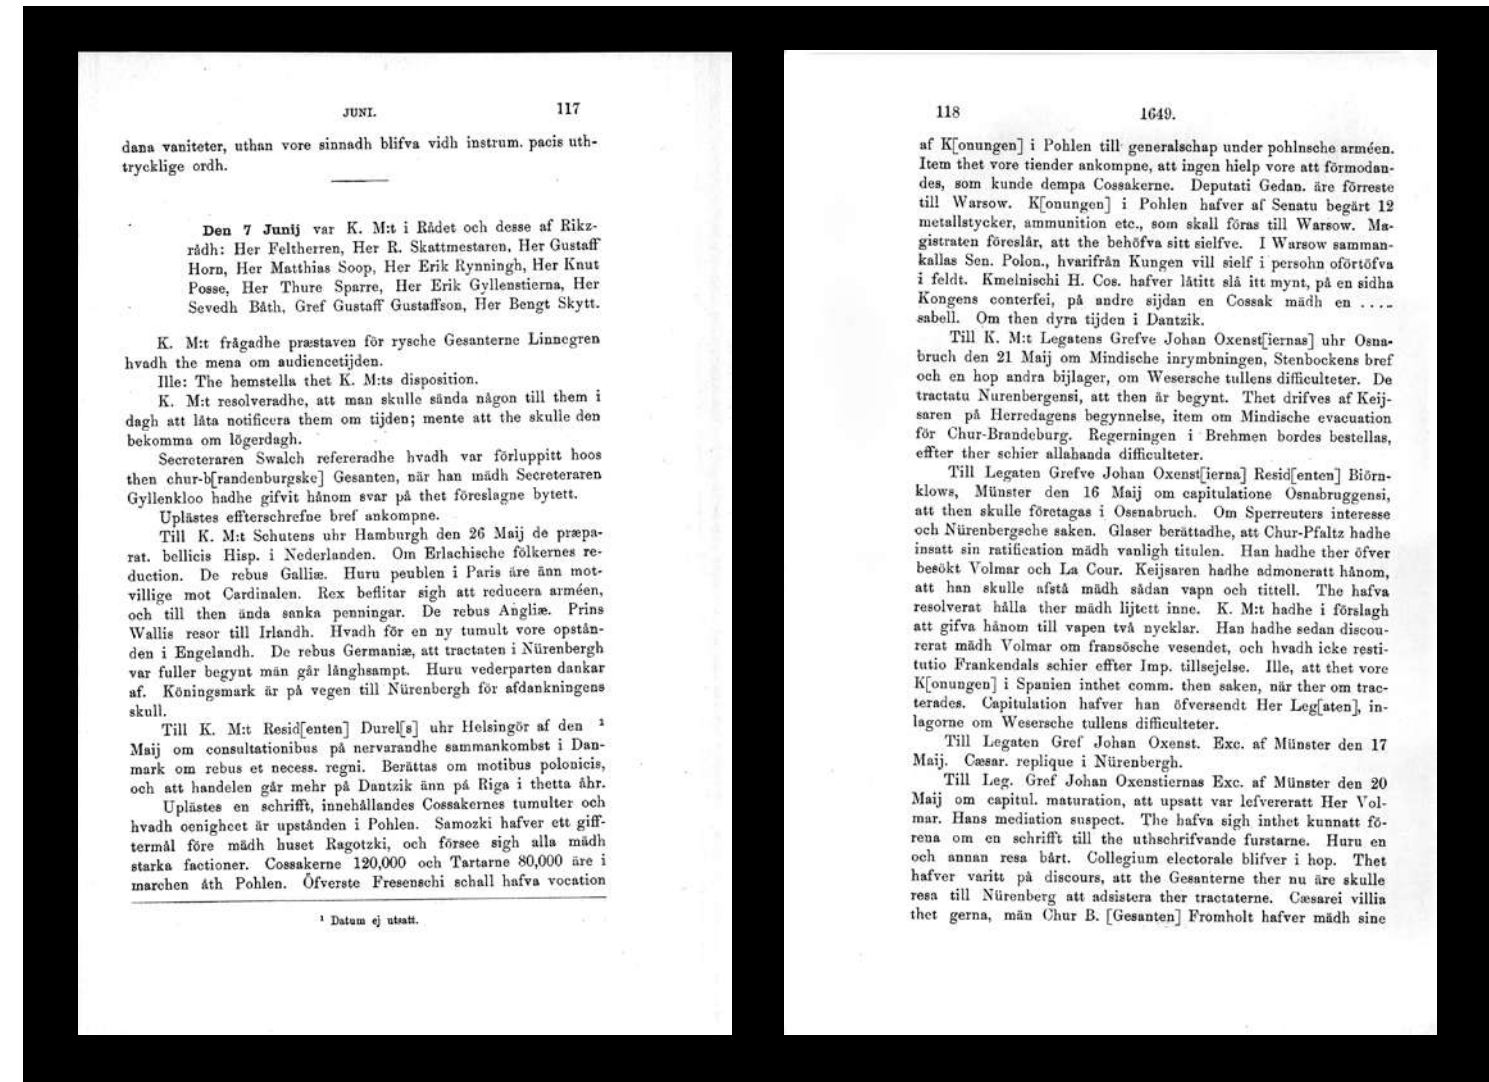 JUNI. 117
dana vaniteter, uthan vore sinnadh blifva vidh instrum. pacis uth-
trycklige ordh.
Den 7 Junij var K. M:t i Rådet och desse af Rikz-
rådh: Her Feltherren, Her R. Skattmestaren, Her Gustaff
Horn, Her Matthias Soop, Her Erik Rynningh, Her Knut
Posse, Her Thure Sparre, Her Erik Gyllenstierna, Her
Sevedh Båth, Gref Gustaff Gustaffson, Her Bengt Skytt.
K. M:t frågadhe præstaven för rysche Gesanterne Linnegren
hvadh the mena om audiencetijden.
Ille: The hemstella thet K. M:ts disposition.
K. M:t resolveradhe, att man skulle sända någon till them i
dagh att låta notificera them om tijden; mente att the skulle den
bekomma om lögerdagh.
Secreteraren Swalch refereradhe hvadh var förluppitt hoos
then chur-b[randenburgske] Gesanten, när han mädh Secreteraren
Gyllenkloo hadhe gifvit hånom svar på thet föreslagne bytett.
Uplästes effterschrefne bref ankompne.
Till K. M:t Schutens uhr Hamburgh den 26 Maij de præpa-
rat. bellicis Hisp. i Nederlanden. Om Erlachische fölkernes re-
duction. De rebus Galliæ. Huru peublen i Paris äre änn mot-
villige mot Cardinalen. Rex beflitar sigh att reducera arméen,
och till then ända sanka penningar. De rebus Angliæ. Prins
Wallis resor till Irlandh. Hvadh för en ny tumult vore opstån-
den i Engelandh. De rebus Germaniæ, att tractaten i Nürenbergh
var fuller begynt män går långhsampt. Huru vederparten dankar
af. Köningsmark är på vegen till Nürenbergh för afdankningens
skull.
Till K. M:t Resid[enten] Durel[s] uhr Helsingör af den ¹
Maij om consultationibus på nervarandhe sammankombst i Dan-
mark om rebus et necess. regni. Berättas om motibus polonicis,
och att handelen går mehr på Dantzik änn på Riga i thetta åhr.
Uplästes en schrifft, innehållandes Cossakernes tumulter och
hvadh oenigheet är upstånden i Pohlen. Samozki hafver ett giff-
termål före mädh huset Ragotzki, och försee sigh alla mädh
starka factioner. Cossakerne 120,000 och Tartarne 80,000 äre i
marchen åth Pohlen. Öfverste Fresenschi schall hafva vocation
¹ Datum ej utsatt.
118 1649.
af K[onungen] i Pohlen till generalschap under pohlnsche arméen.
Item thet vore tiender ankompne, att ingen hielp vore att förmodan-
des, som kunde dempa Cossakerne. Deputati Gedan. äre förreste
till Warsow. K[onungen] i Pohlen hafver af Senatu begärt 12
metallstycker, ammunition etc., som skall föras till Warsow. Ma-
gistraten föreslår, att the behöfva sitt sielfve. I Warsow samman-
kallas Sen. Polon., hvarifrån Kungen vill sielf i persohn oförtöfva
i feldt. Kmelnischi H. Cos. hafver låtitt slå itt mynt, på en sidha
Kongens conterfei, på andre sijdan en Cossak mädh en ....
sabell. Om then dyra tijden i Dantzik.
Till K. M:t Legatens Grefve Johan Oxenst[iernas] uhr Osna-
bruch den 21 Maij om Mindische inrymbningen, Stenbockens bref
och en hop andra bijlager, om Wesersche tullens difficulteter. De
tractatu Nurenbergensi, att then är begynt. Thet drifves af Keij-
saren på Herredagens begynnelse, item om Mindische evacuation
för Chur-Brandeburg. Regerningen i Brehmen bordes bestellas,
effter ther schier allahanda difficulteter.
Till Legaten Grefve Johan Oxenst[ierna] Resid[enten] Biörn-
klows, Münster den 16 Maij om capitulatione Osnabruggensi,
att then skulle företagas i Ossnabruch. Om Sperreuters interesse
och Nürenbergsche saken. Glaser berättadhe, att Chur-Pfaltz hadhe
insatt sin ratification mädh vanligh titulen. Han hadhe ther öfver
besökt Volmar och La Cour. Keijsaren hadhe admoneratt hånom,
att han skulle afstå mädh sådan vapn och tittell. The hafva
resolverat hålla ther mädh lijtett inne. K. M:t hadhe i förslagh
att gifva hånom till vapen två nycklar. Han hadhe sedan discou-
rerat mädh Volmar om fransösche vesendet, och hvadh icke resti-
tutio Frankendals schier effter Imp. tillsejelse. Ille, att thet vore
K[onungen] i Spanien inthet comm. then saken, när ther om trac-
terades. Capitulation hafver han öfversendt Her Leg[aten], in-
lagorne om Wesersche tullens difficulteter.
Till Legaten Gref Johan Oxenst. Exc. af Münster den 17
Maij. Cæsar. replique i Nürenbergh.
Till Leg. Gref Johan Oxenstiernas Exc. af Münster den 20
Maij om capitul. maturation, att upsatt var lefvereratt Her Vol-
mar. Hans mediation suspect. The hafva sigh inthet kunnatt fö-
rena om en schrifft till the uthschrifvande furstarne. Huru en
och annan resa bårt. Collegium electorale blifver i hop. Thet
hafver varitt på discours, att the Gesanterne ther nu äre skulle
resa till Nürenberg att adsistera ther tractaterne. Cæsarei villia
thet gerna, män Chur B. [Gesanten] Fromholt hafver mädh sine